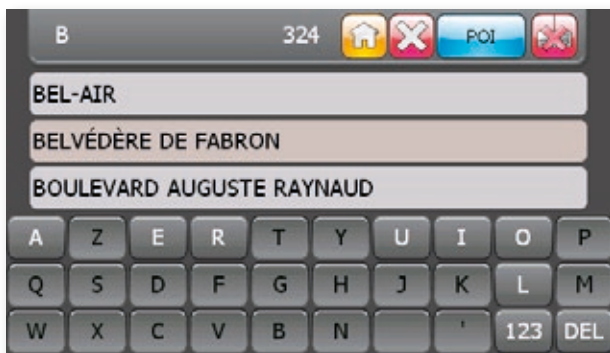 B 324 POI
BEL-AIR
BELVÉDÈRE DE FABRON
BOULEVARD AUGUSTE RAYNAUD
A Z E R T Y U I O P
Q S D F G H J K L M
W X C V B N ' 123 DEL